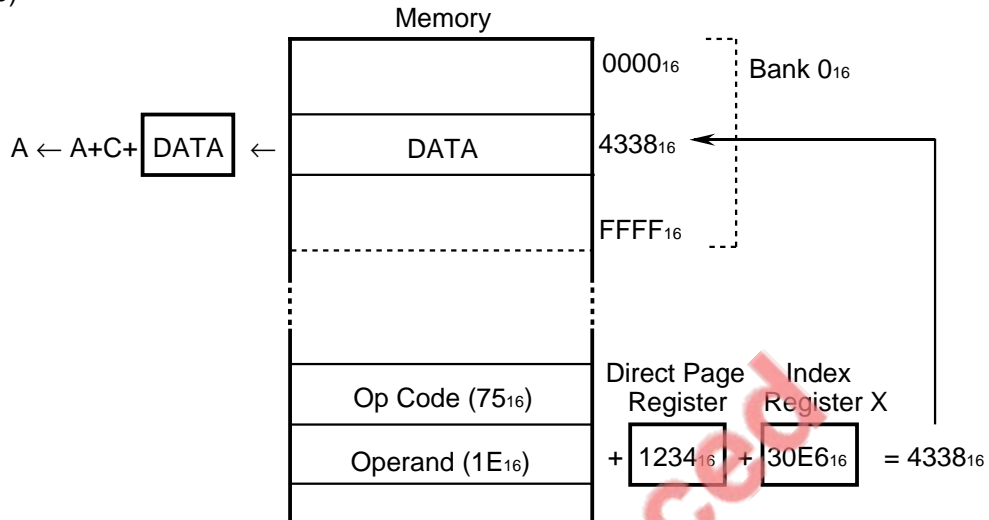 Memory
0000₁₆
Bank 0₁₆
A ← A+C+ DATA ←
DATA
4338₁₆
FFFF₁₆
Direct Page Register
Index Register X
Op Code (75₁₆)
Operand (1E₁₆)
+ 1234₁₆ + 30E6₁₆ = 4338₁₆